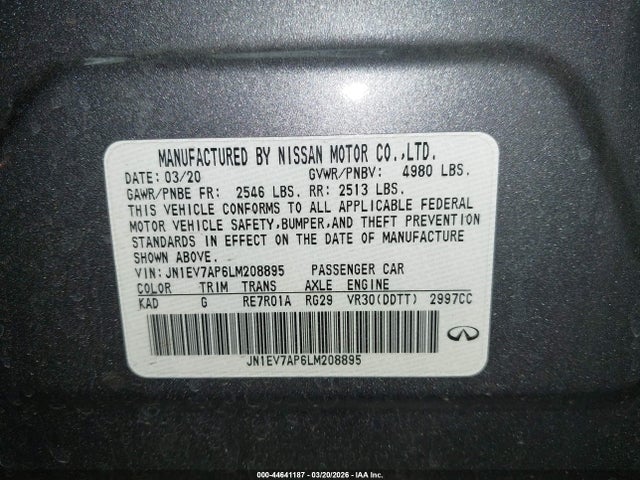 MANUFACTURED BY NISSAN MOTOR CO.,LTD.
DATE: 03/20 GVWR/PNBV: 4980 LBS.
GAWR/PNBE FR: 2546 LBS. RR: 2513 LBS.
THIS VEHICLE CONFORMS TO ALL APPLICABLE FEDERAL
MOTOR VEHICLE SAFETY,BUMPER,AND THEFT PREVENTION
STANDARDS IN EFFECT ON THE DATE OF MANUFACTURE
SHOWN ABOVE.
VIN: JN1EV7AP6LM208895 PASSENGER CAR
COLOR TRIM TRANS AXLE ENGINE
KAD G RE7R01A RG29 VR30(DDTT) 2997CC
JN1EV7AP6LM208895
000-44641187 - 03/20/2026 - IAA Inc.